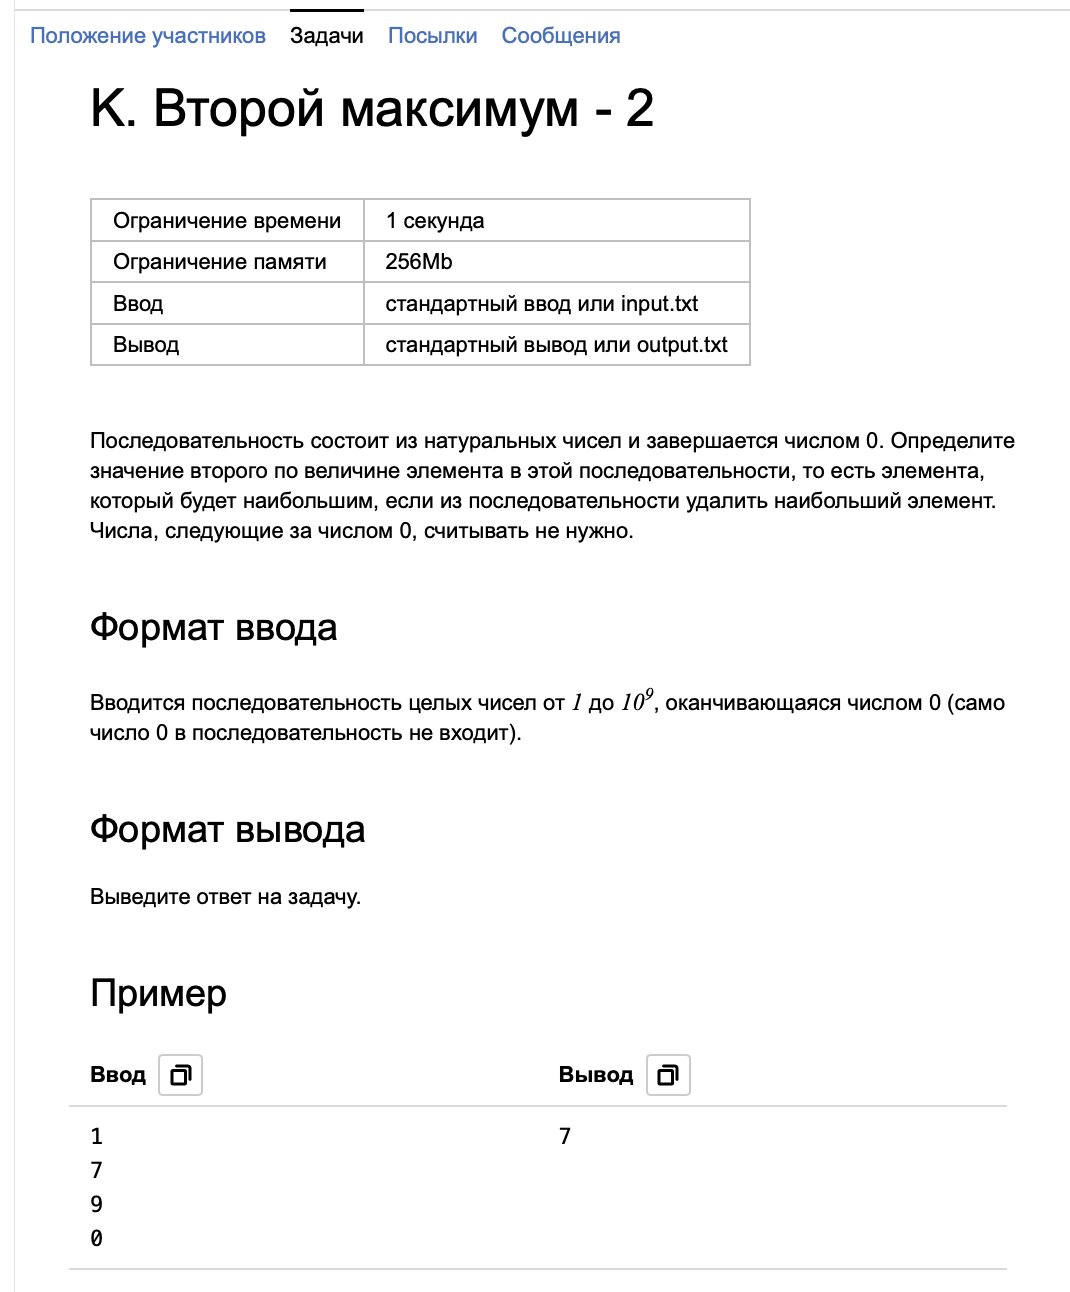 Положение участников Задачи Посылки Сообщения
K. Второй максимум - 2
Ограничение времени 1 секунда
Ограничение памяти 256Mb
Ввод стандартный ввод или input.txt
Вывод стандартный вывод или output.txt
Последовательность состоит из натуральных чисел и завершается числом 0. Определите
значение второго по величине элемента в этой последовательности, то есть элемента,
который будет наибольшим, если из последовательности удалить наибольший элемент.
Числа, следующие за числом 0, считывать не нужно.
Формат ввода
Вводится последовательность целых чисел от 1 до 10⁹, оканчивающаяся числом 0 (само
число 0 в последовательность не входит).
Формат вывода
Выведите ответ на задачу.
Пример
Ввод Вывод
1 7
7
9
0